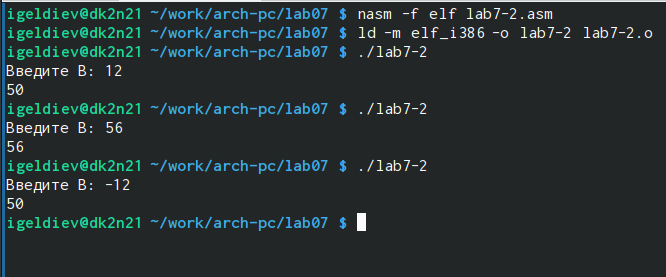 igeldiev@dk2n21 ~/work/arch-pc/lab07 $ nasm -f elf lab7-2.asm
igeldiev@dk2n21 ~/work/arch-pc/lab07 $ ld -m elf_i386 -o lab7-2 lab7-2.o
igeldiev@dk2n21 ~/work/arch-pc/lab07 $ ./lab7-2
Введите B: 12
50
igeldiev@dk2n21 ~/work/arch-pc/lab07 $ ./lab7-2
Введите B: 56
56
igeldiev@dk2n21 ~/work/arch-pc/lab07 $ ./lab7-2
Введите B: -12
50
igeldiev@dk2n21 ~/work/arch-pc/lab07 $